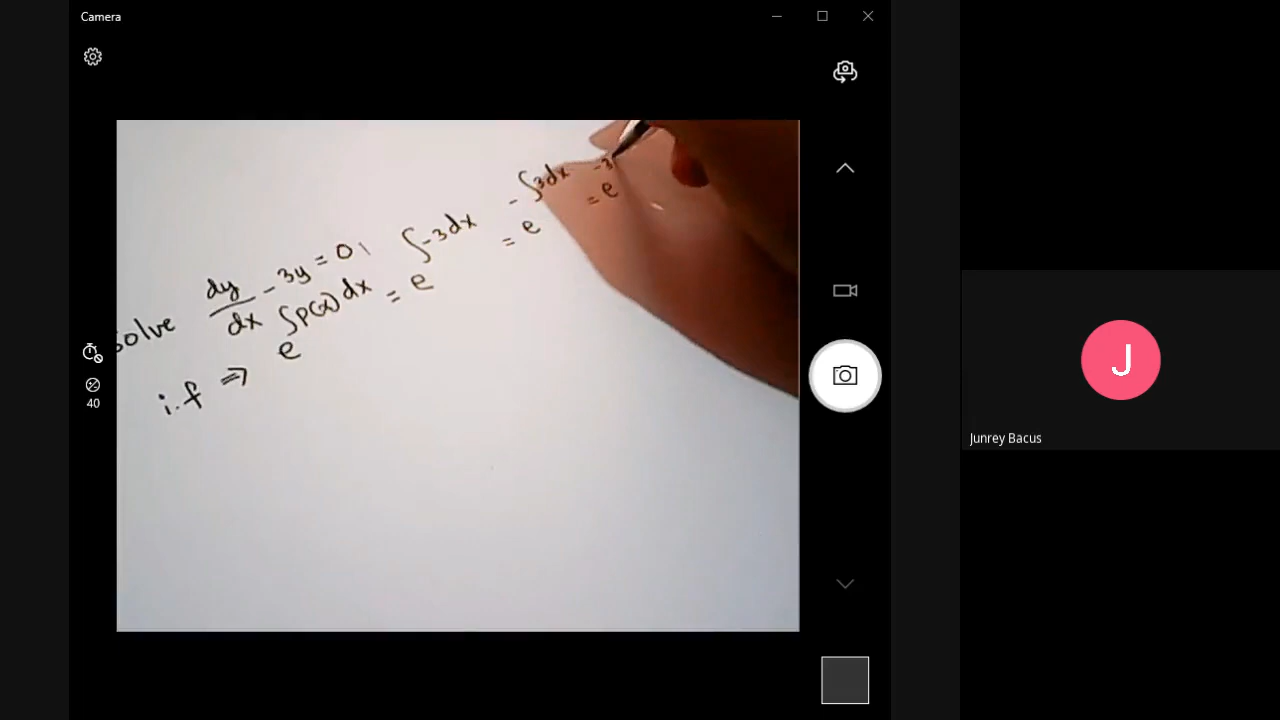 Camera
solve dy/dx - 3y = 0
i.f ⇒ e^∫P(x)dx = e^∫-3dx = e^-∫3dx = e^-3
40
J
Junrey Bacus